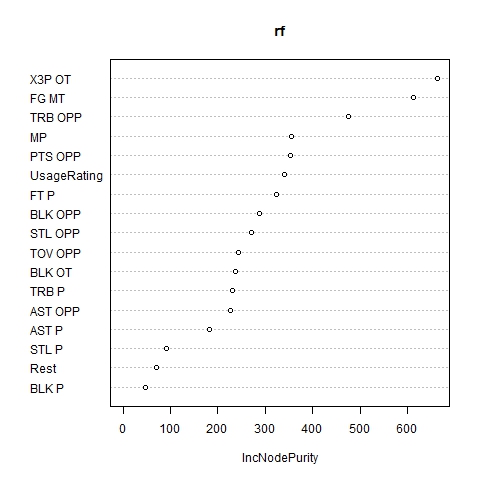 rf
X3P OT
FG MT
TRB OPP
MP
PTS OPP
UsageRating
FT P
BLK OPP
STL OPP
TOV OPP
BLK OT
TRB P
AST OPP
AST P
STL P
Rest
BLK P
0 100 200 300 400 500 600
IncNodePurity